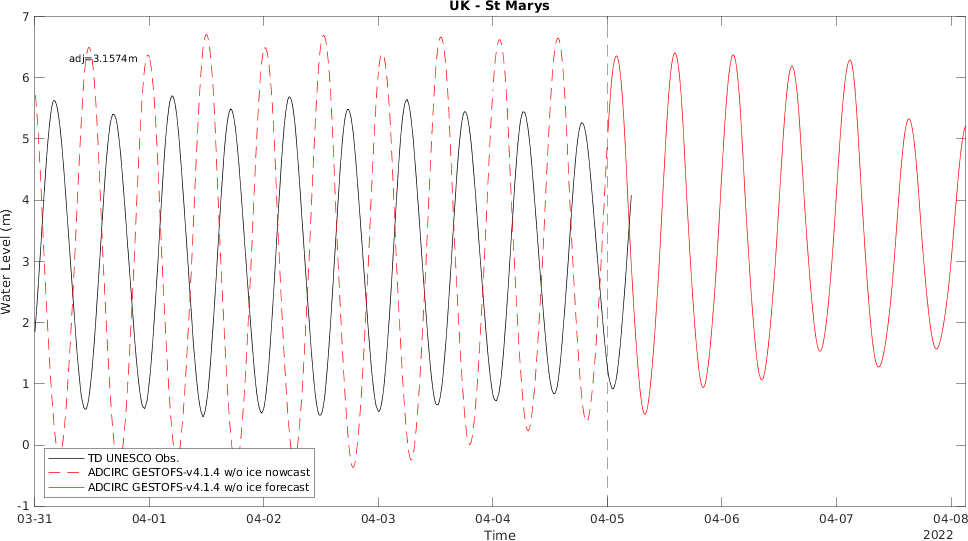 UK - St Marys
adj=3.1574m
7
6
5
4
3
2
1
0
-1
Water Level (m)
TD UNESCO Obs.
ADCIRC GESTOFS-v4.1.4 w/o ice nowcast
ADCIRC GESTOFS-v4.1.4 w/o ice forecast
03-31 04-01 04-02 04-03 04-04 04-05 04-06 04-07 04-08
Time
2022